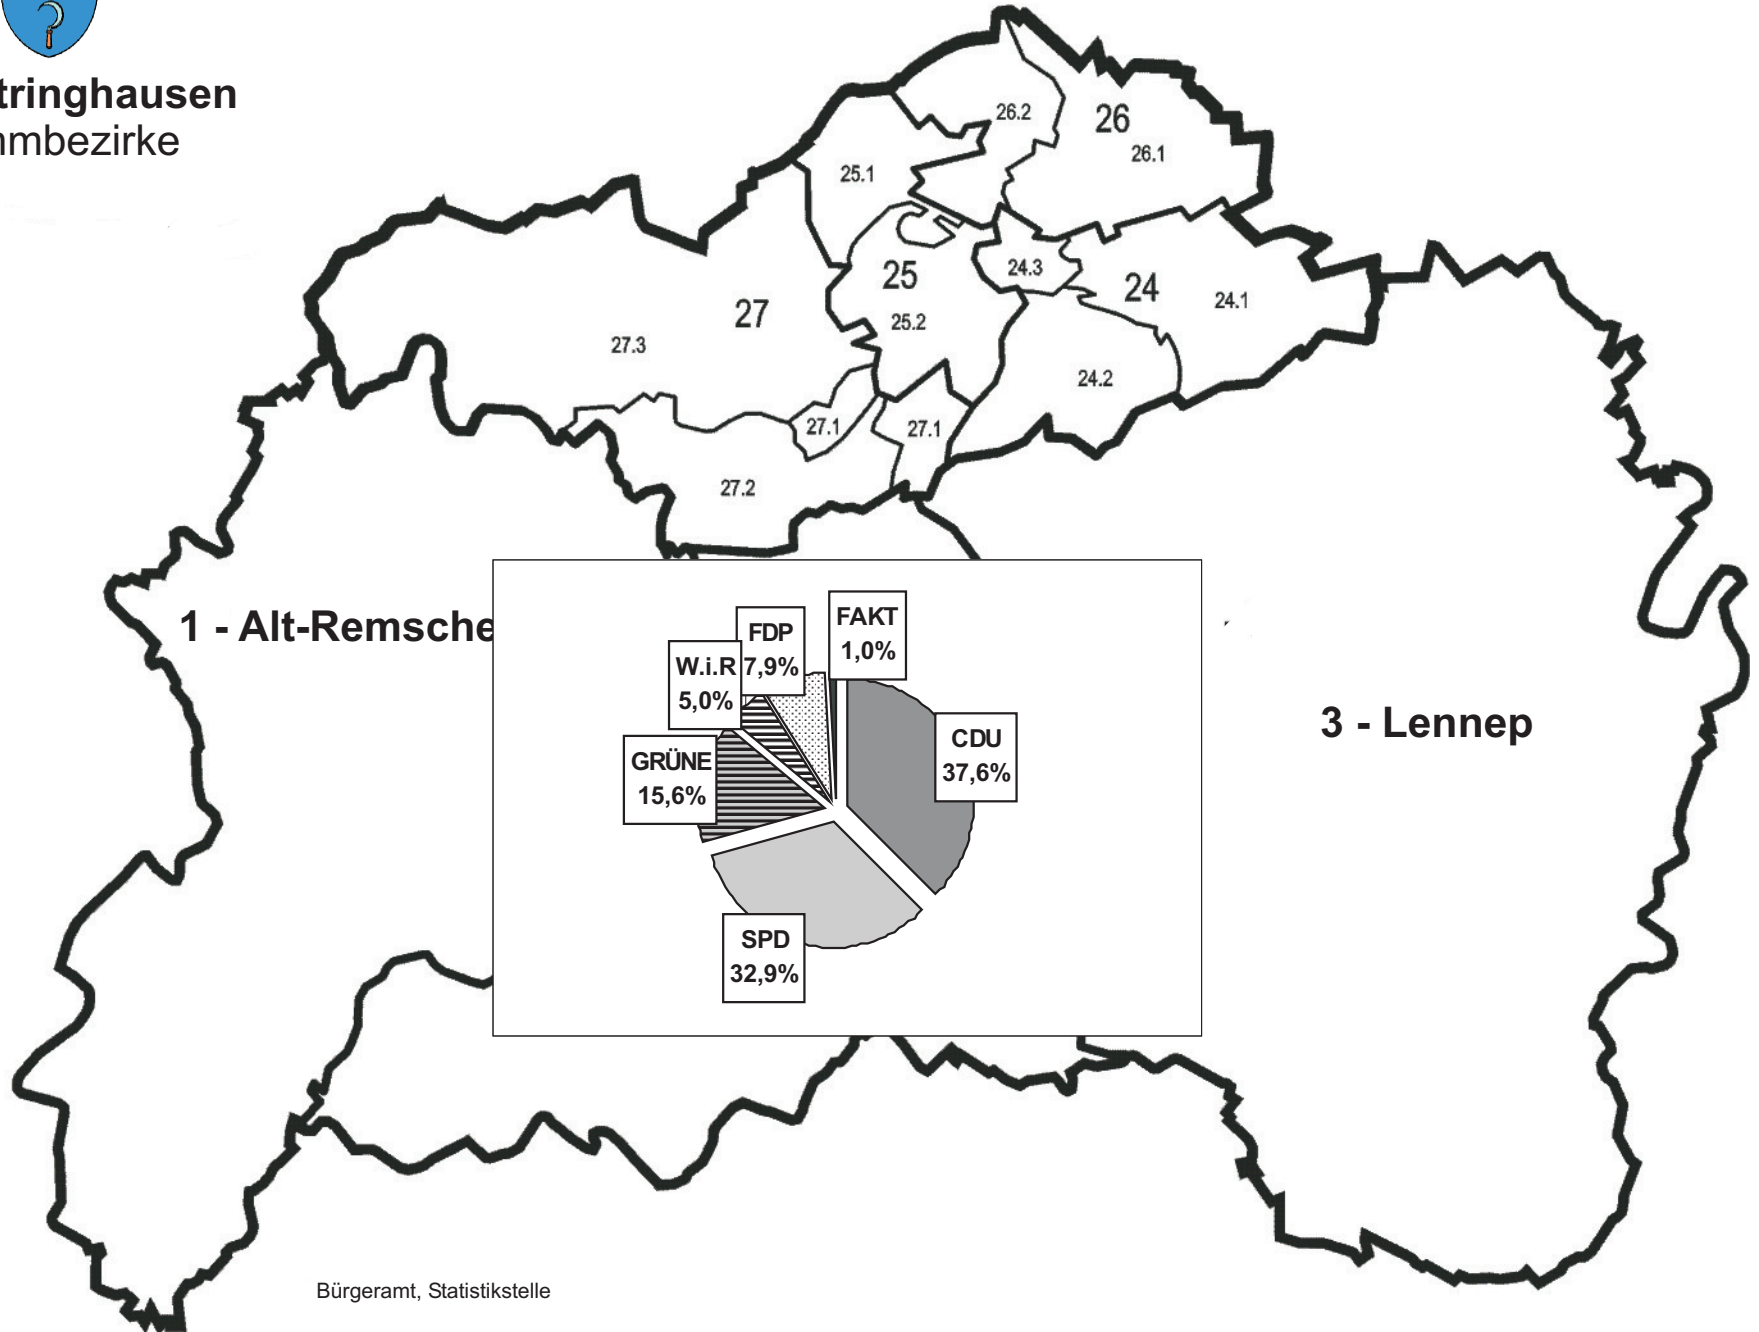 tringhausen
mbezirke
26.2
26
26.1
25.1
25
24.3
24
24.1
27
25.2
27.3
24.2
27.1
27.1
27.2
1 - Alt-Remsche
FAKT
1,0%
FDP
7,9%
W.i.R
5,0%
CDU
37,6%
GRÜNE
15,6%
SPD
32,9%
3 - Lennep
Bürgeramt, Statistikstelle